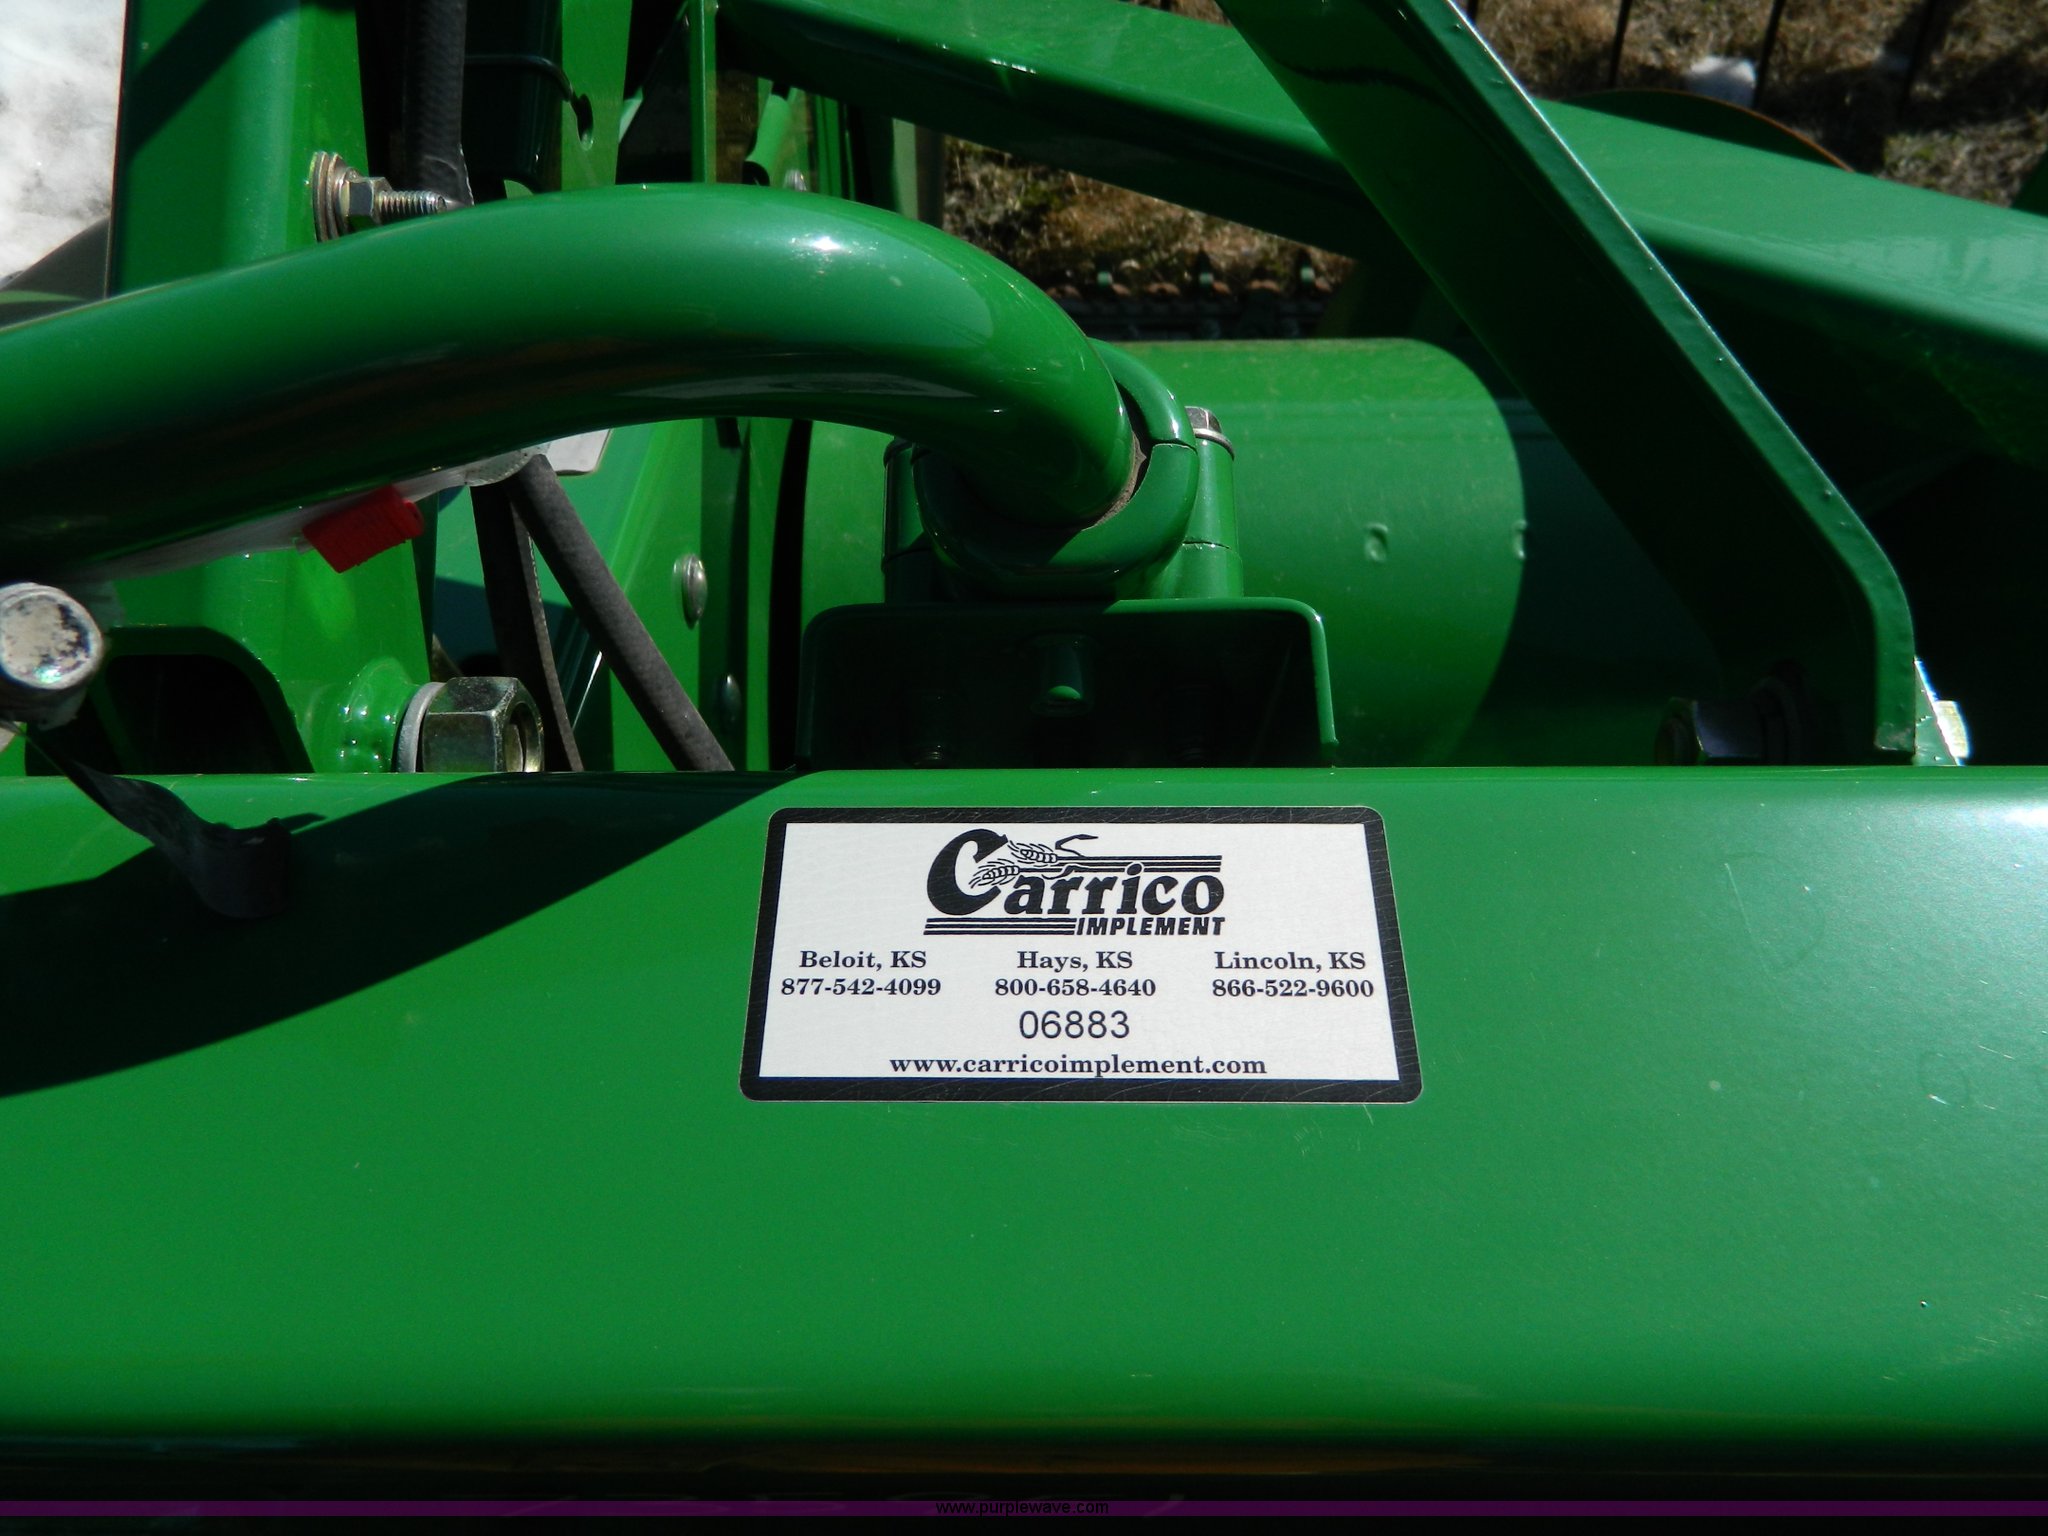 Carrico
IMPLEMENT
Beloit, KS Hays, KS Lincoln, KS
877-542-4099 800-658-4640 866-522-9600
06883
www.carricoimplement.com
www.purplewave.com